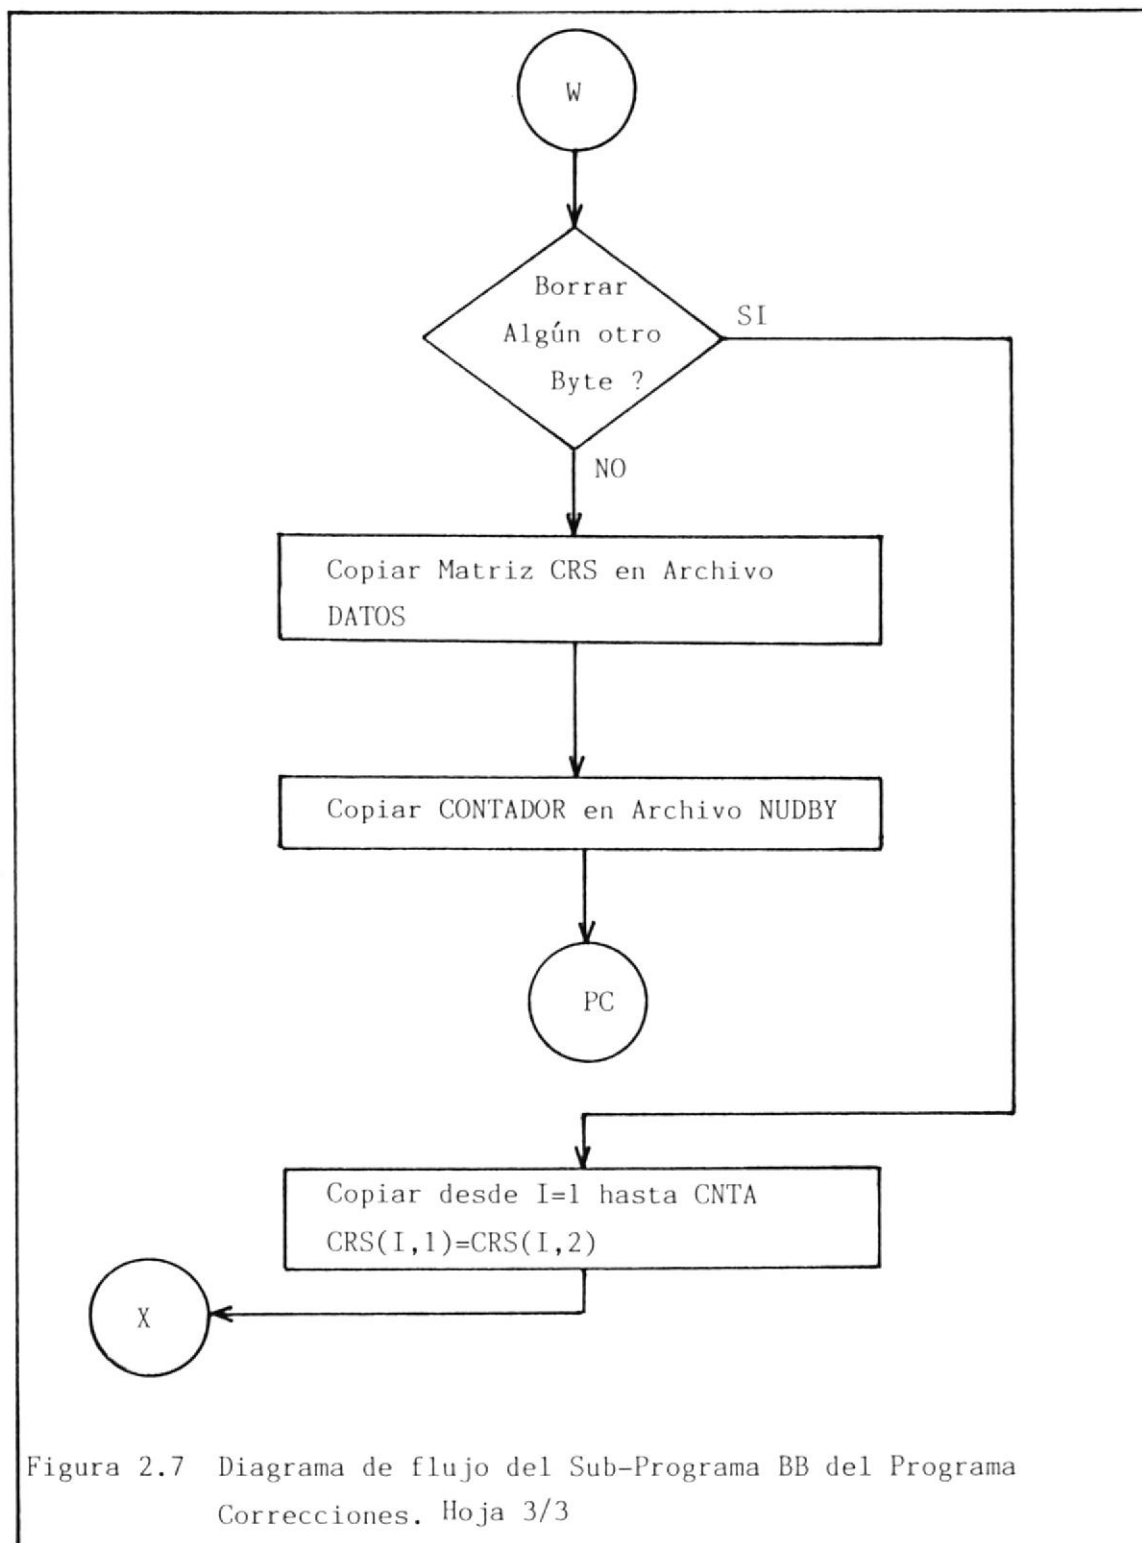 W
Borrar
Algún otro
Byte ?
SI
NO
Copiar Matriz CRS en Archivo
DATOS
Copiar CONTADOR en Archivo NUDBY
PC
Copiar desde I=1 hasta CNTA
CRS(I,1)=CRS(I,2)
X
Figura 2.7 Diagrama de flujo del Sub-Programa BB del Programa
Correcciones. Hoja 3/3